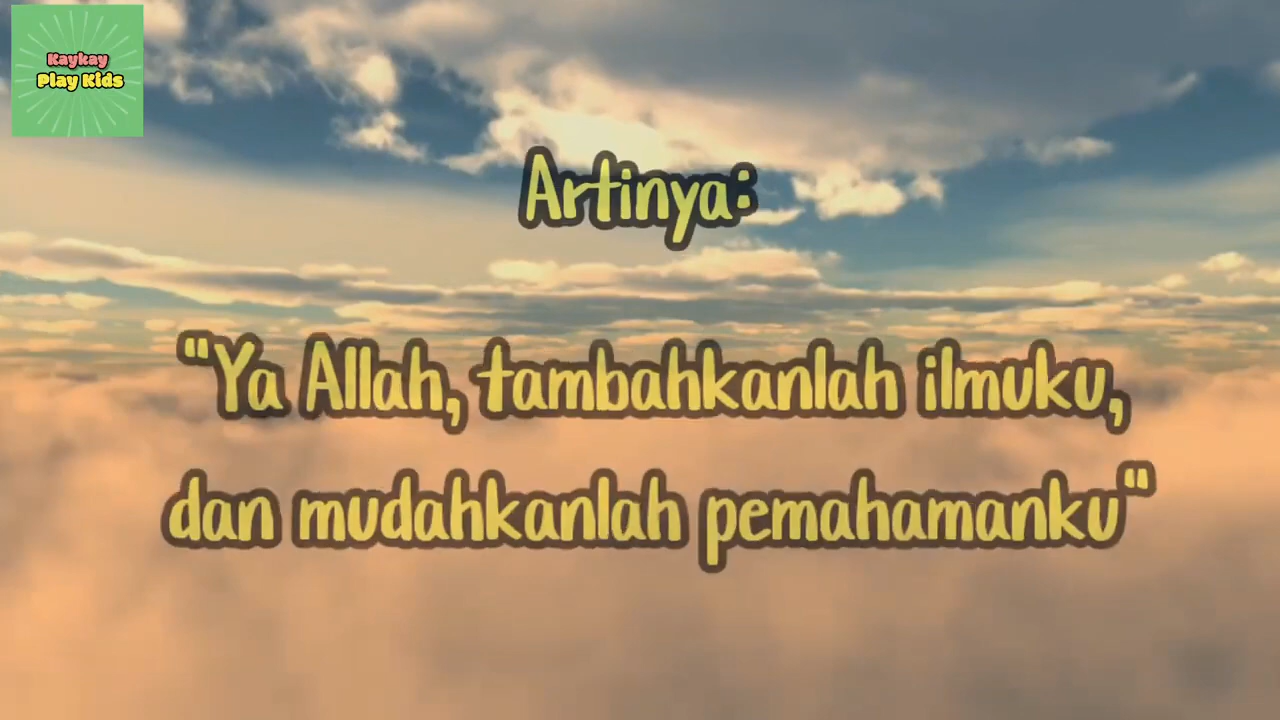 Kaykay
Play Kids
Artinya:
"Ya Allah, tambahkanlah ilmuku,
dan mudahkanlah pemahamanku"